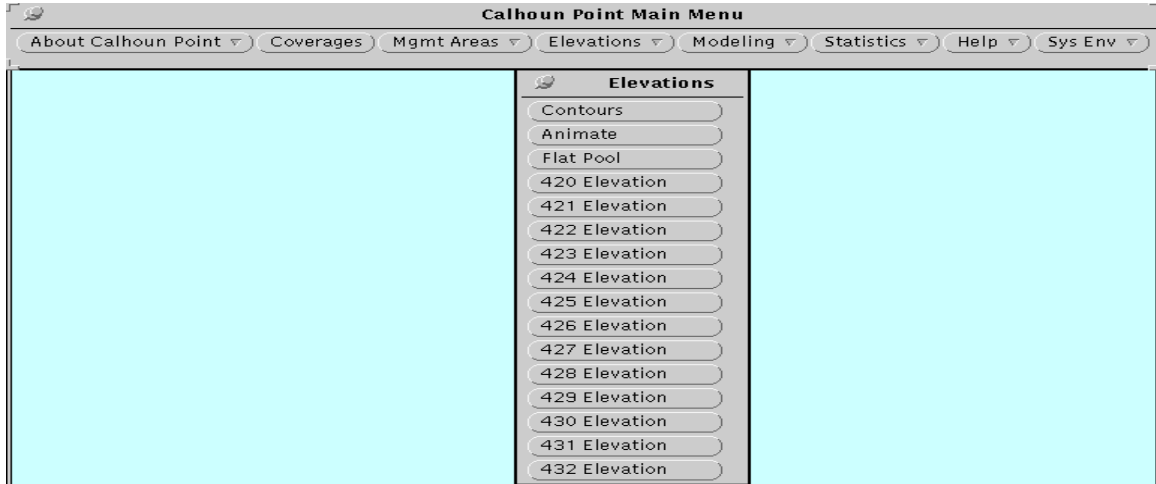 Calhoun Point Main Menu
About Calhoun Point Coverages Mgmt Areas Elevations Modeling Statistics Help Sys Env
Elevations
Contours
Animate
Flat Pool
420 Elevation
421 Elevation
422 Elevation
423 Elevation
424 Elevation
425 Elevation
426 Elevation
427 Elevation
428 Elevation
429 Elevation
430 Elevation
431 Elevation
432 Elevation